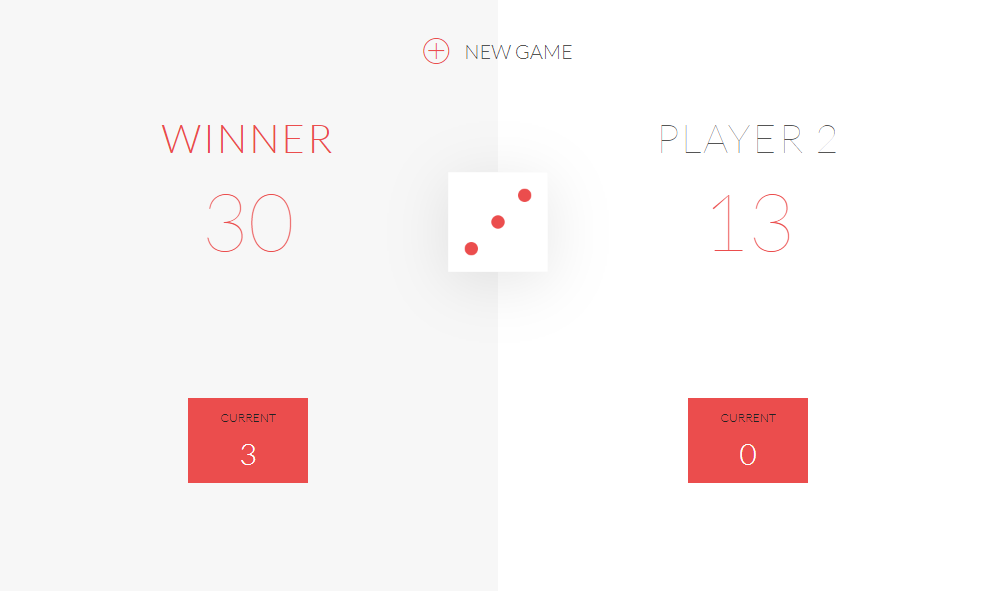 NEW GAME
WINNER
30
CURRENT
3
PLAYER 2
13
CURRENT
0